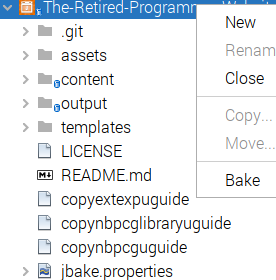 The-Retired-Programm
.git
assets
content
output
templates
LICENSE
README.md
copyextexpuguide
copynbpcglibraryuguide
copynbpcguguide
jbake.properties
New
Renam
Close
Copy...
Move...
Bake